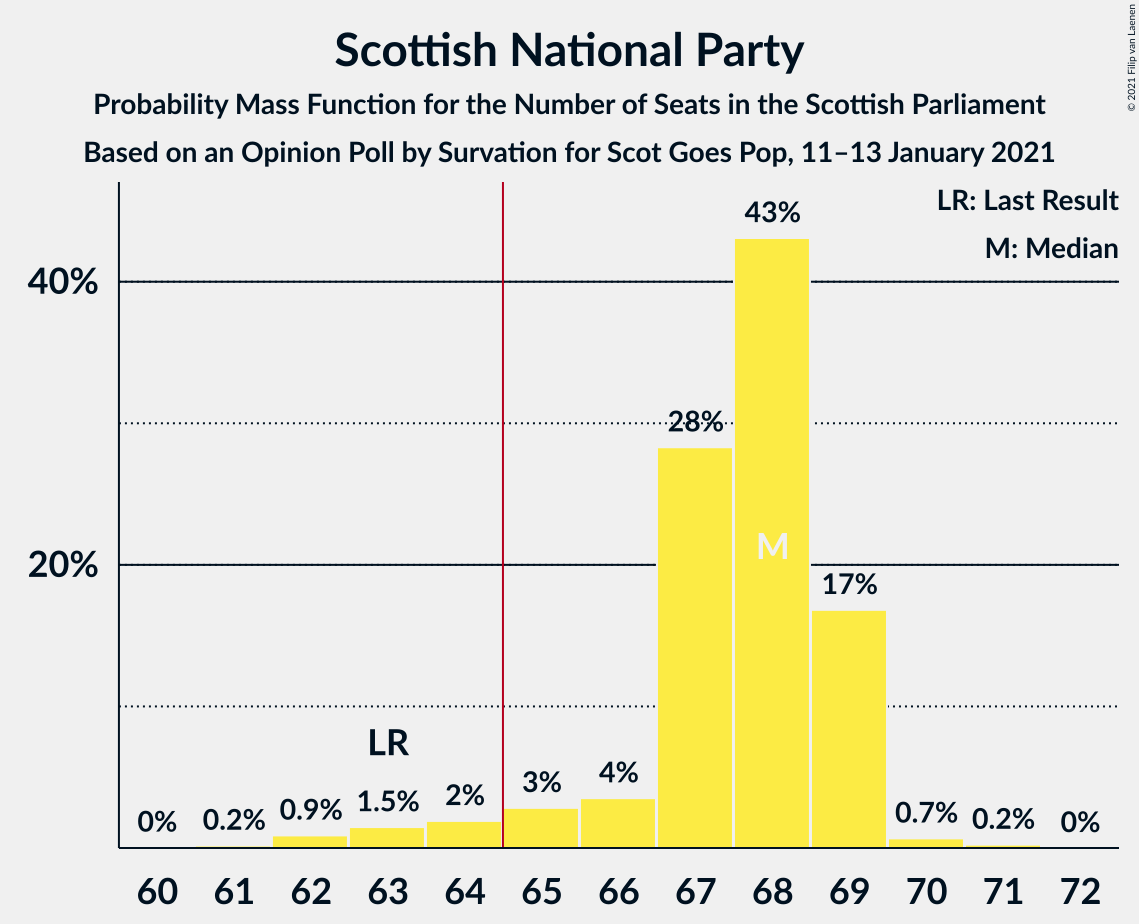 Scottish National Party
Probability Mass Function for the Number of Seats in the Scottish Parliament
Based on an Opinion Poll by Survation for Scot Goes Pop, 11–13 January 2021
© 2021 Filip van Laenen
LR: Last Result
M: Median
40%
20%
0%
0.2%
0.9%
1.5%
LR
2%
3%
4%
28%
43%
M
17%
0.7%
0.2%
0%
60 61 62 63 64 65 66 67 68 69 70 71 72